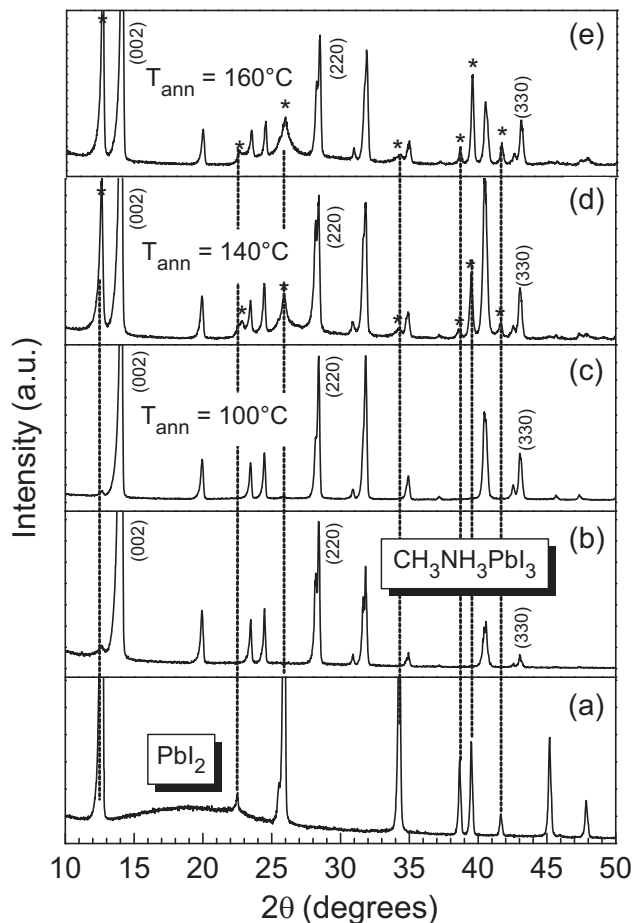 (e)
*
(002)
T_ann = 160°C
(220)
*
*
*
*
*
*
(330)
(d)
*
(002)
T_ann = 140°C
(220)
*
*
*
*
*
*
(330)
(c)
(002)
T_ann = 100°C
(220)
(330)
(b)
(002)
(220)
CH₃NH₃PbI₃
(330)
(a)
PbI₂
Intensity (a.u.)
10 15 20 25 30 35 40 45 50
2θ (degrees)